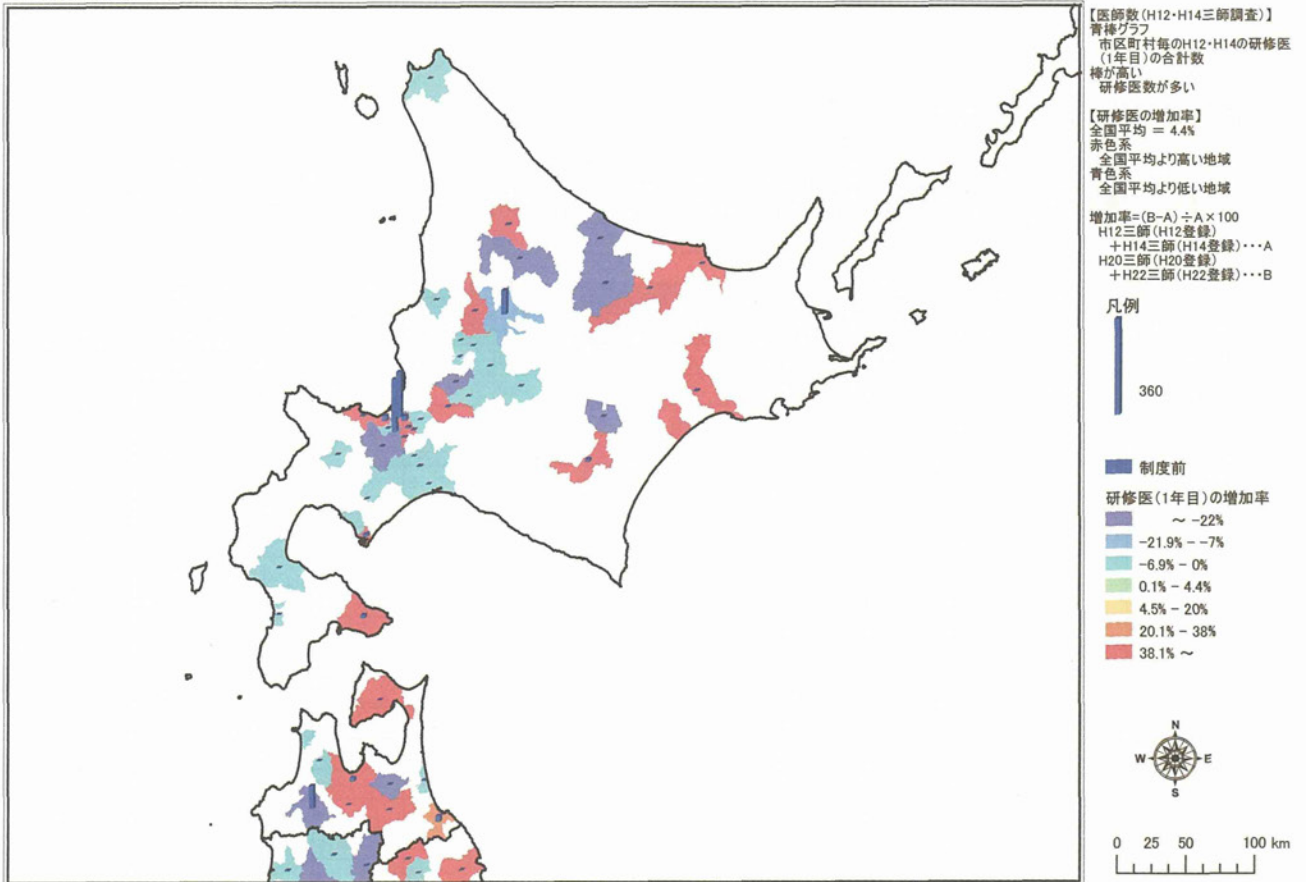 【医師数(H12・H14三師調査)】
青棒グラフ
市区町村毎のH12・H14の研修医
(1年目)の合計数
棒が高い
研修医数が多い
【研修医の増加率】
全国平均 = 4.4%
赤色系
全国平均より高い地域
青色系
全国平均より低い地域
増加率=(B-A)÷A×100
H12三師(H12登録)
+H14三師(H14登録)・・・A
H20三師(H20登録)
+H22三師(H22登録)・・・B
凡例
360
制度前
研修医(1年目)の増加率
～ -22%
-21.9% - -7%
-6.9% - 0%
0.1% - 4.4%
4.5% - 20%
20.1% - 38%
38.1% ～
N
W E
S
0 25 50 100 km